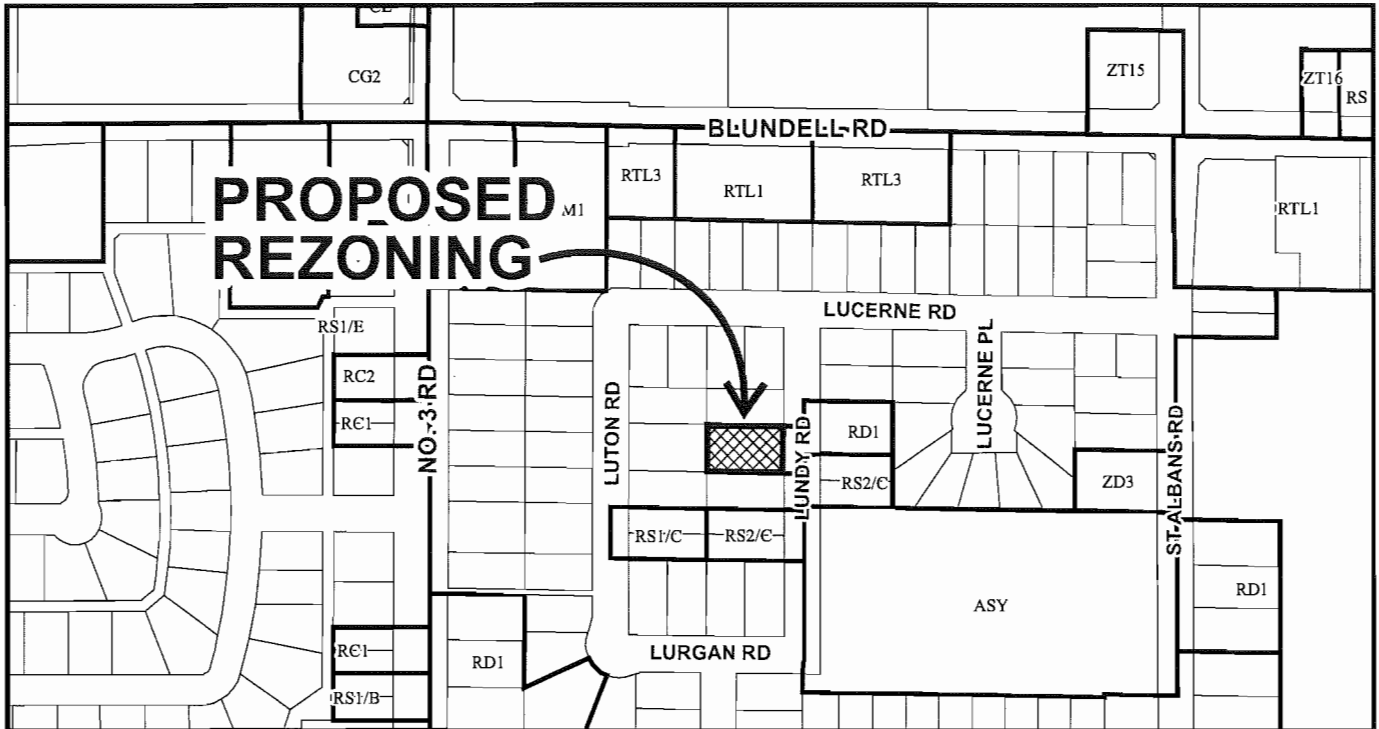 CG2
ZT15
ZT16
RS
BLUNDELL RD
RTL3
RTL1
RTL3
RTL1
PROPOSED
REZONING
M1
LUCERNE RD
RS1/E
RC2
RC1
NO. 3 RD
LUTON RD
LUNDY RD
LUCERNE PL
ST. ALBANS RD
RD1
RS2/C
ZD3
RS1/C
RS2/C
ASY
RD1
LURGAN RD
RC1
RD1
RS1/B